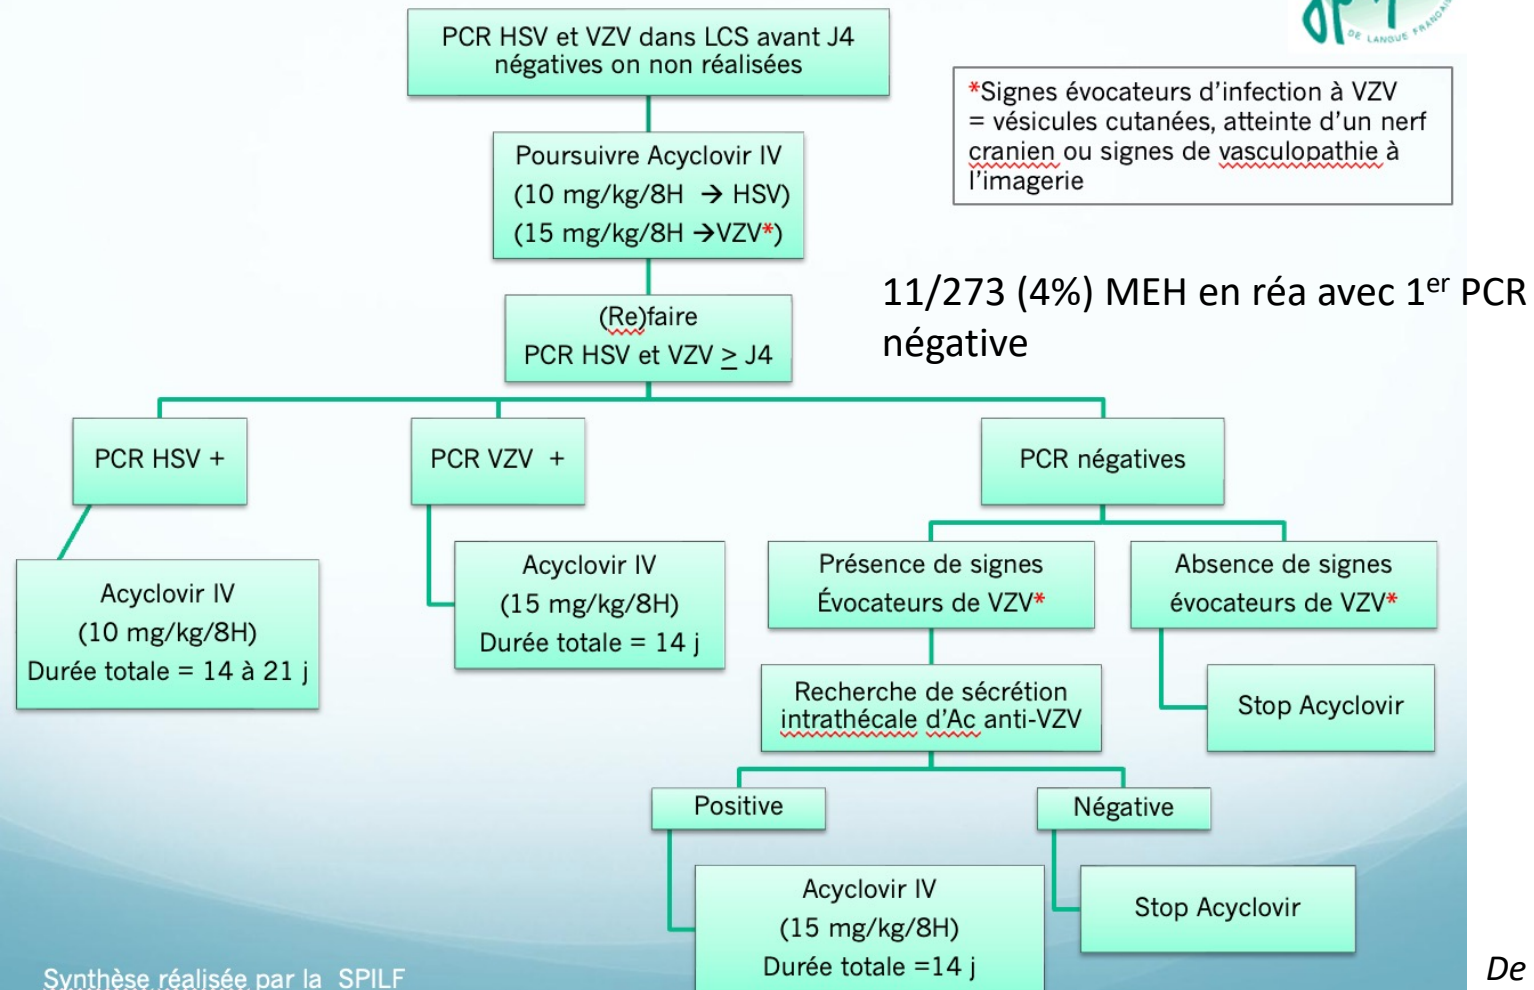 DE LANGUE FRANÇAIS
PCR HSV et VZV dans LCS avant J4
négatives on non réalisées
*Signes évocateurs d'infection à VZV
= vésicules cutanées, atteinte d'un nerf
cranien ou signes de vasculopathie à
l'imagerie
Poursuivre Acyclovir IV
(10 mg/kg/8H → HSV)
(15 mg/kg/8H →VZV*)
11/273 (4%) MEH en réa avec 1er PCR
négative
(Re)faire
PCR HSV et VZV ≥ J4
PCR HSV +
PCR VZV +
PCR négatives
Acyclovir IV
(10 mg/kg/8H)
Durée totale = 14 à 21 j
Acyclovir IV
(15 mg/kg/8H)
Durée totale = 14 j
Présence de signes
Évocateurs de VZV*
Absence de signes
évocateurs de VZV*
Recherche de sécrétion
intrathécale d'Ac anti-VZV
Stop Acyclovir
Positive
Négative
Acyclovir IV
(15 mg/kg/8H)
Durée totale =14 j
Stop Acyclovir
Synthèse réalisée par la SPILF
De